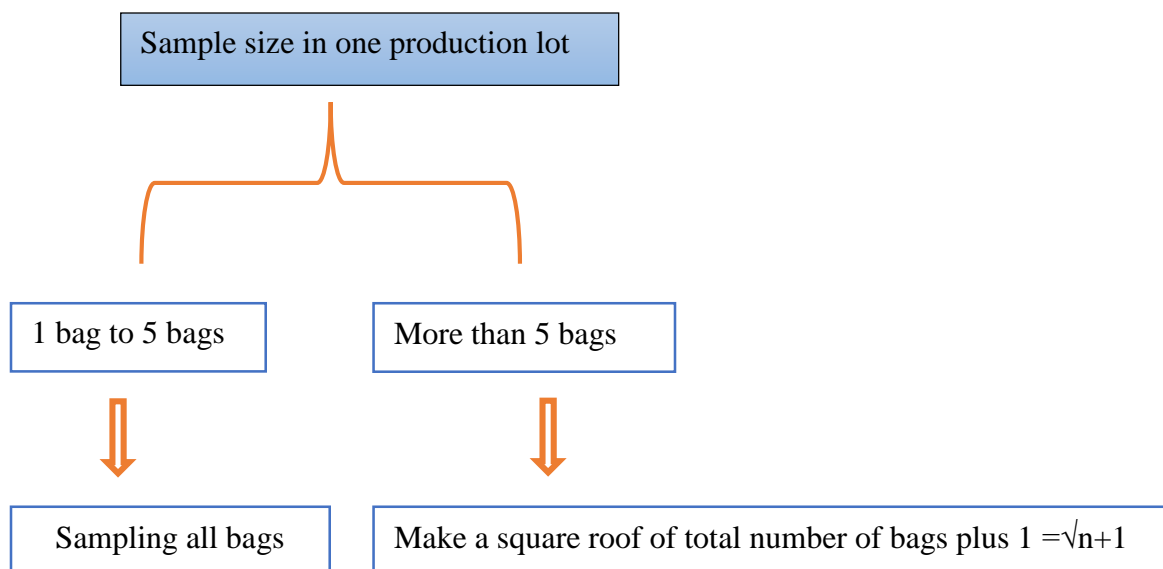 Sample size in one production lot
1 bag to 5 bags
More than 5 bags
Sampling all bags
Make a square roof of total number of bags plus 1 =√n+1